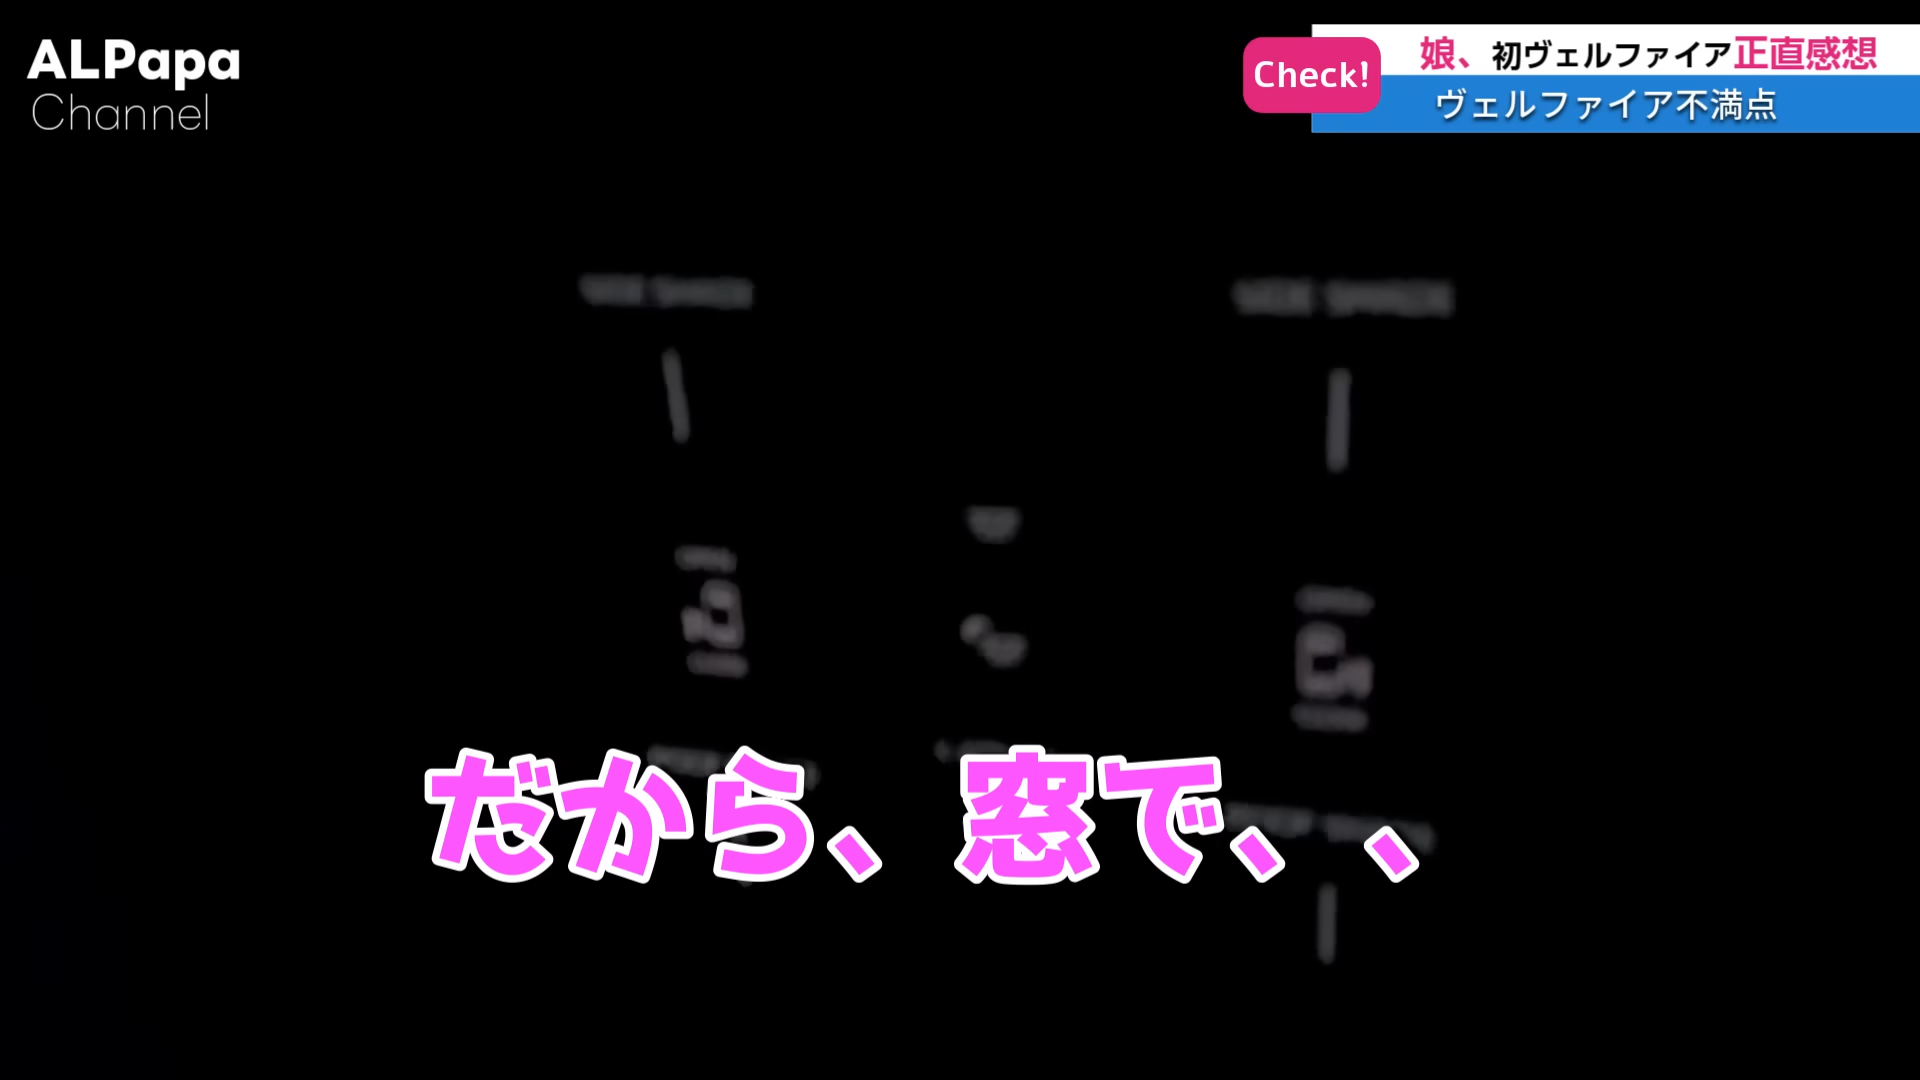 ALPapa
Channel
Check!
娘、初ヴェルファイア正直感想
ヴェルファイア不満点
だから、窓で、、